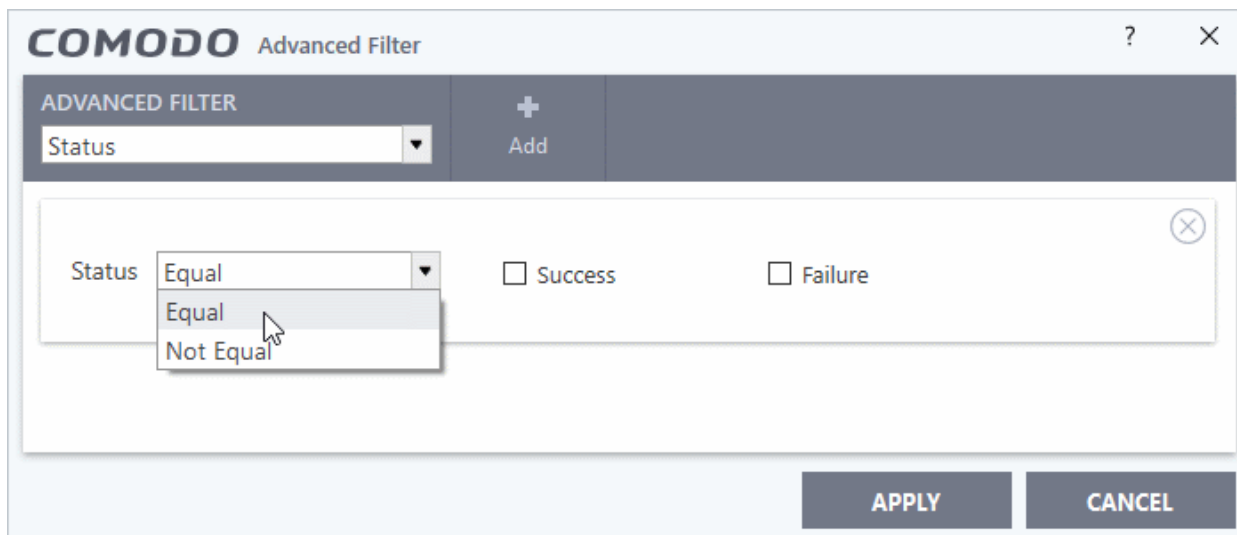 COMODO Advanced Filter ?
ADVANCED FILTER
Status
Add
Status Equal Success Failure
Equal
Not Equal
APPLY CANCEL